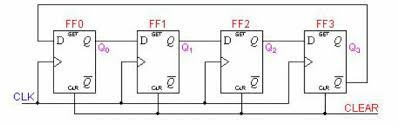 FF0 FF1 FF2 FF3
SET SET SET SET
D Q Q0 D Q Q1 D Q Q2 D Q Q3
Q̅ Q̅ Q̅ Q̅
CLK CLR CLR CLR CLR
CLEAR